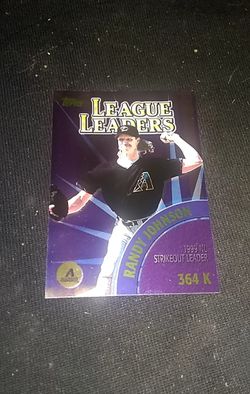 Topps
LEAGUE
LEADERS
RANDY JOHNSON
1999 NL
STRIKEOUT LEADER
364 K